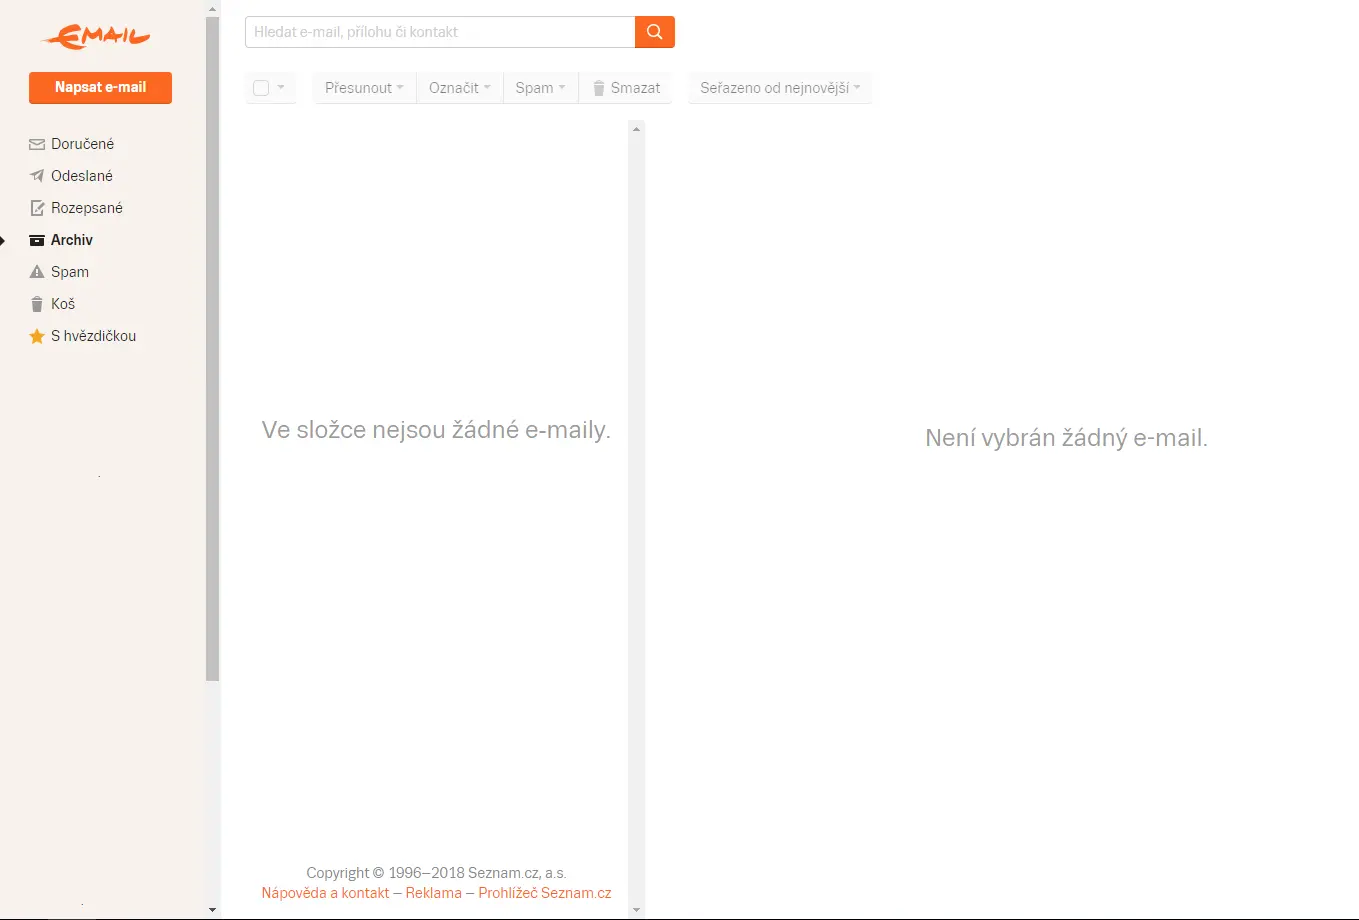 EMAIL
Napsat e-mail
Doručené
Odeslané
Rozepsané
Archiv
Spam
Koš
S hvězdičkou
Hledat e-mail, přílohu či kontakt
Přesunout Označit Spam Smazat Seřazeno od nejnovější
Ve složce nejsou žádné e-maily.
Není vybrán žádný e-mail.
Copyright © 1996–2018 Seznam.cz, a.s.
Nápověda a kontakt – Reklama – Prohlížeč Seznam.cz